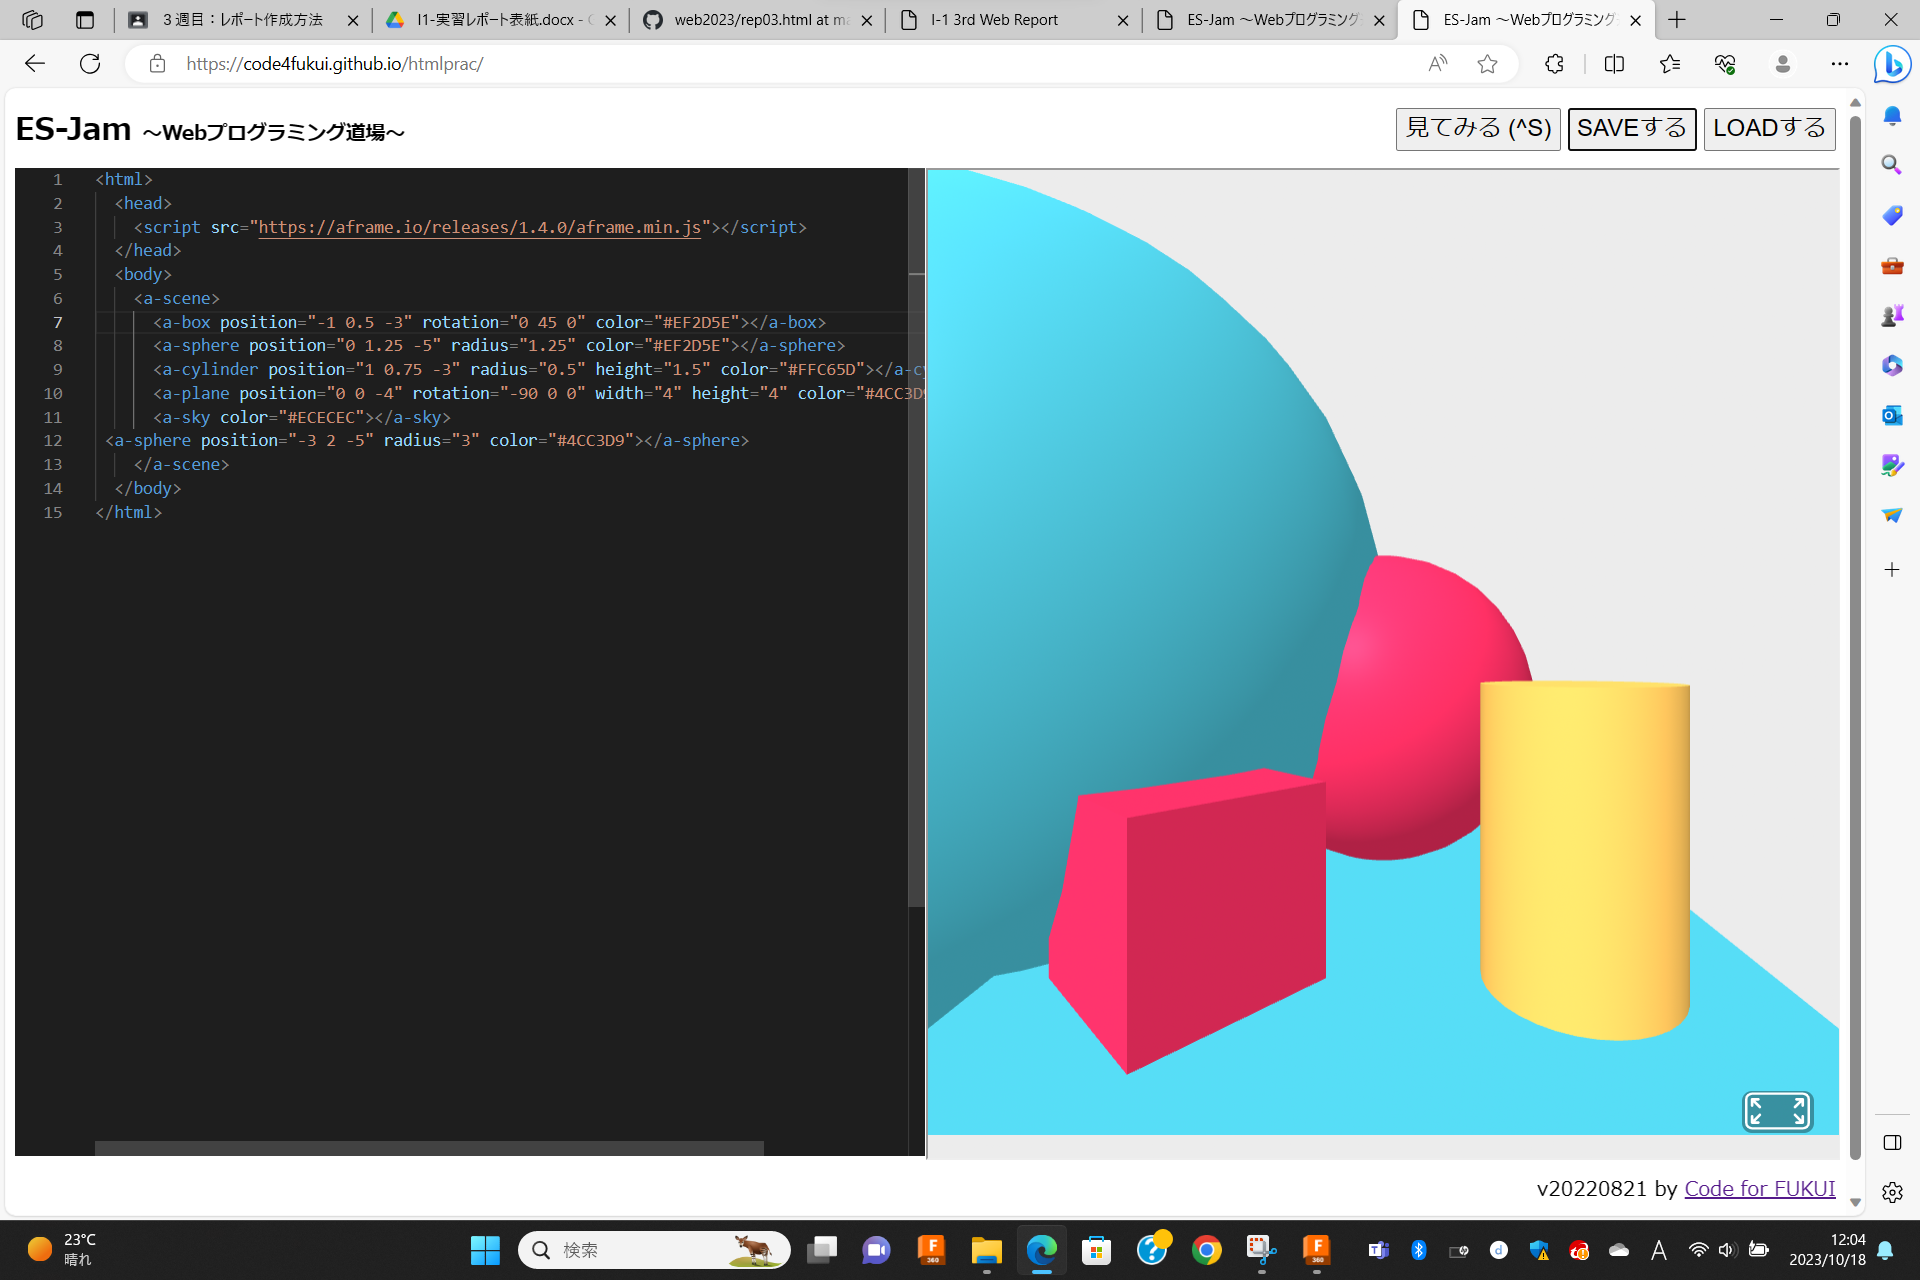 3 週目：レポート作成方法
I1-実習レポート表紙.docx -
web2023/rep03.html at ma
I-1 3rd Web Report
ES-Jam ～Webプログラミング
ES-Jam ～Webプログラミング
https://code4fukui.github.io/htmlprac/
ES-Jam ～Webプログラミング道場～
見てみる (^S)
SAVEする
LOADする
1 <html>
2 <head>
3 <script src="https://aframe.io/releases/1.4.0/aframe.min.js"></script>
4 </head>
5 <body>
6 <a-scene>
7 <a-box position="-1 0.5 -3" rotation="0 45 0" color="#EF2D5E"></a-box>
8 <a-sphere position="0 1.25 -5" radius="1.25" color="#EF2D5E"></a-sphere>
9 <a-cylinder position="1 0.75 -3" radius="0.5" height="1.5" color="#FFC65D"></a-cy
10 <a-plane position="0 0 -4" rotation="-90 0 0" width="4" height="4" color="#4CC3D9
11 <a-sky color="#ECECEC"></a-sky>
12 <a-sphere position="-3 2 -5" radius="3" color="#4CC3D9"></a-sphere>
13 </a-scene>
14 </body>
15 </html>
v20220821 by Code for FUKUI
23°C
晴れ
検索
F
360
F
360
A
12:04
2023/10/18